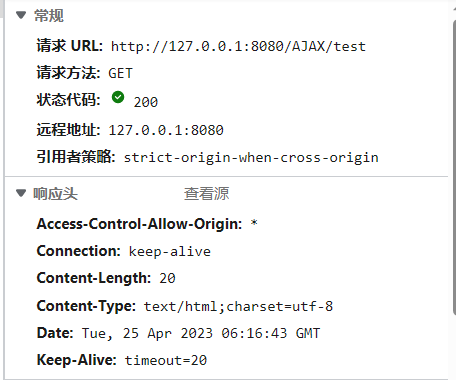 常规
请求 URL: http://127.0.0.1:8080/AJAX/test
请求方法: GET
状态代码: 200
远程地址: 127.0.0.1:8080
引用者策略: strict-origin-when-cross-origin
响应头 查看源
Access-Control-Allow-Origin: *
Connection: keep-alive
Content-Length: 20
Content-Type: text/html;charset=utf-8
Date: Tue, 25 Apr 2023 06:16:43 GMT
Keep-Alive: timeout=20